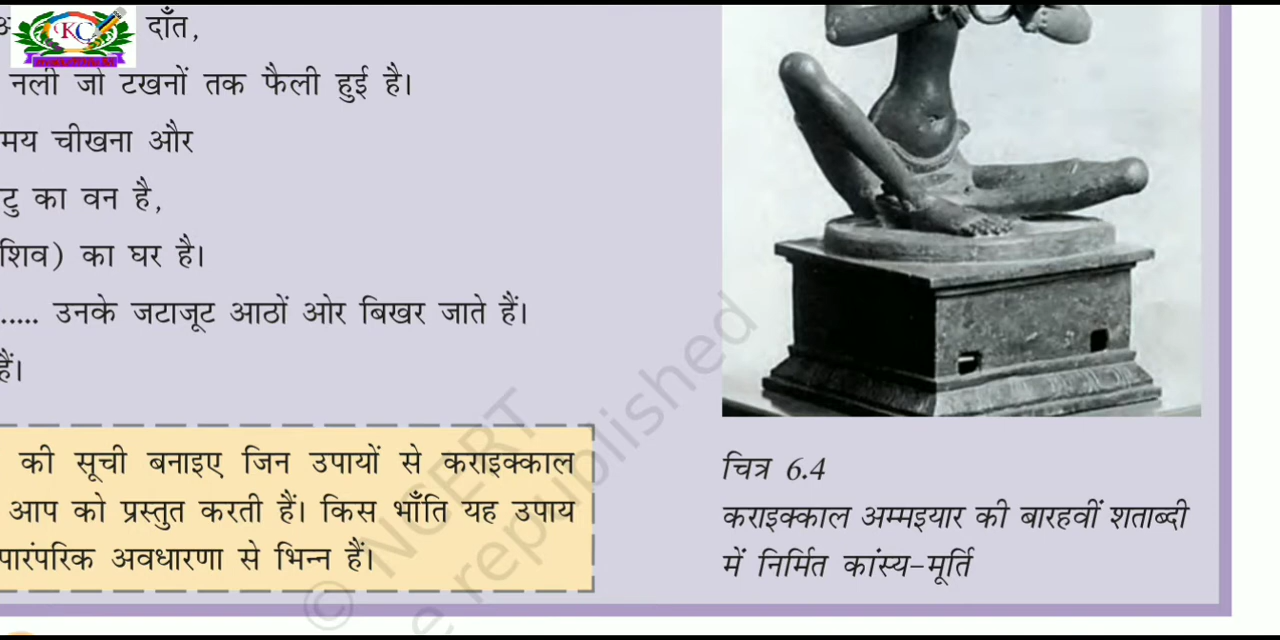 दाँत,
नली जो टखनों तक फैली हुई है।
मय चीखना और
टु का वन है,
शिव) का घर है।
..... उनके जटाजूट आठों ओर बिखर जाते हैं।
हैं।
की सूची बनाइए जिन उपायों से कराइक्काल
आप को प्रस्तुत करती हैं। किस भाँति यह उपाय
पारंपरिक अवधारणा से भिन्न हैं।
चित्र 6.4
कराइक्काल अम्मइयार की बारहवीं शताब्दी
में निर्मित कांस्य-मूर्ति
© NCERT
e republished
KC